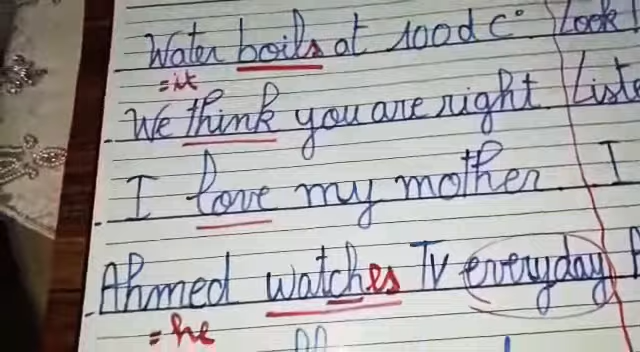 Water boils at 100d c° Look
= it
We think you are right Liste
I love my mother I
Ahmed watches TV everyday
= he